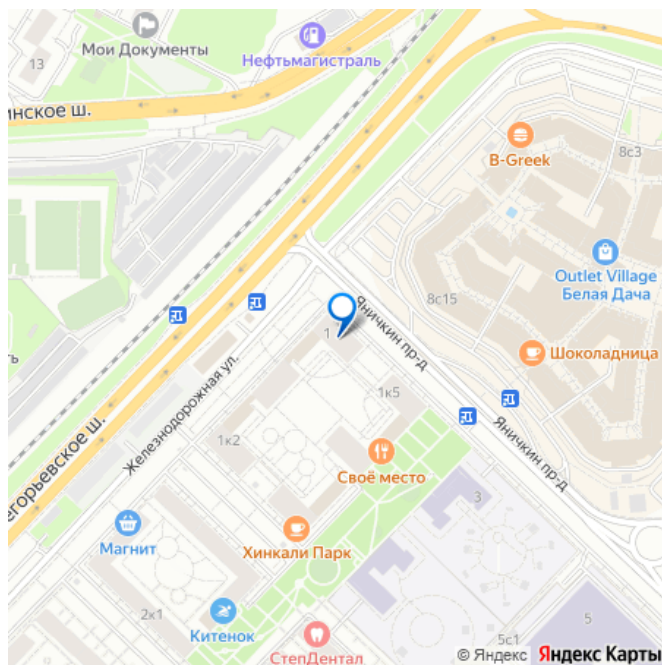 Мои Документы
13
Нефтьмагистраль
инское ш.
B-Greek
8с3
Outlet Village
Белая Дача
8с15
Яничкин пр-д
1
Шоколадница
Железнодорожная ул.
1к5
1к2
Своё место
Яничкин пр-д
егорьевское ш.
3
Магнит
Хинкали Парк
2к1
Китенок
5
5с1
СтепДентал
© Яндекс Яндекс Карты